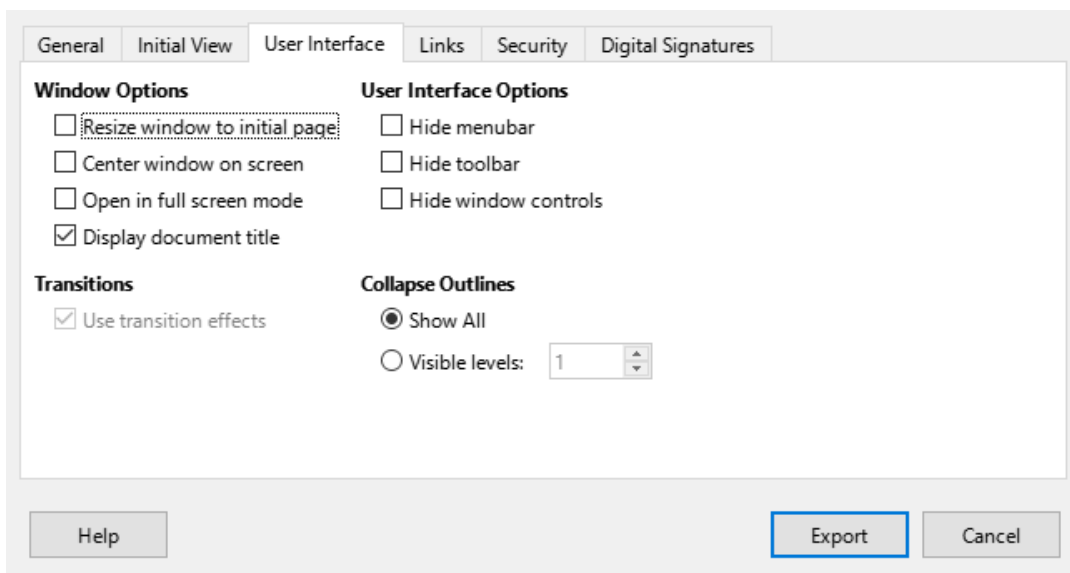 General Initial View User Interface Links Security Digital Signatures
Window Options
Resize window to initial page
Center window on screen
Open in full screen mode
Display document title
User Interface Options
Hide menubar
Hide toolbar
Hide window controls
Transitions
Use transition effects
Collapse Outlines
Show All
Visible levels: 1
Help Export Cancel